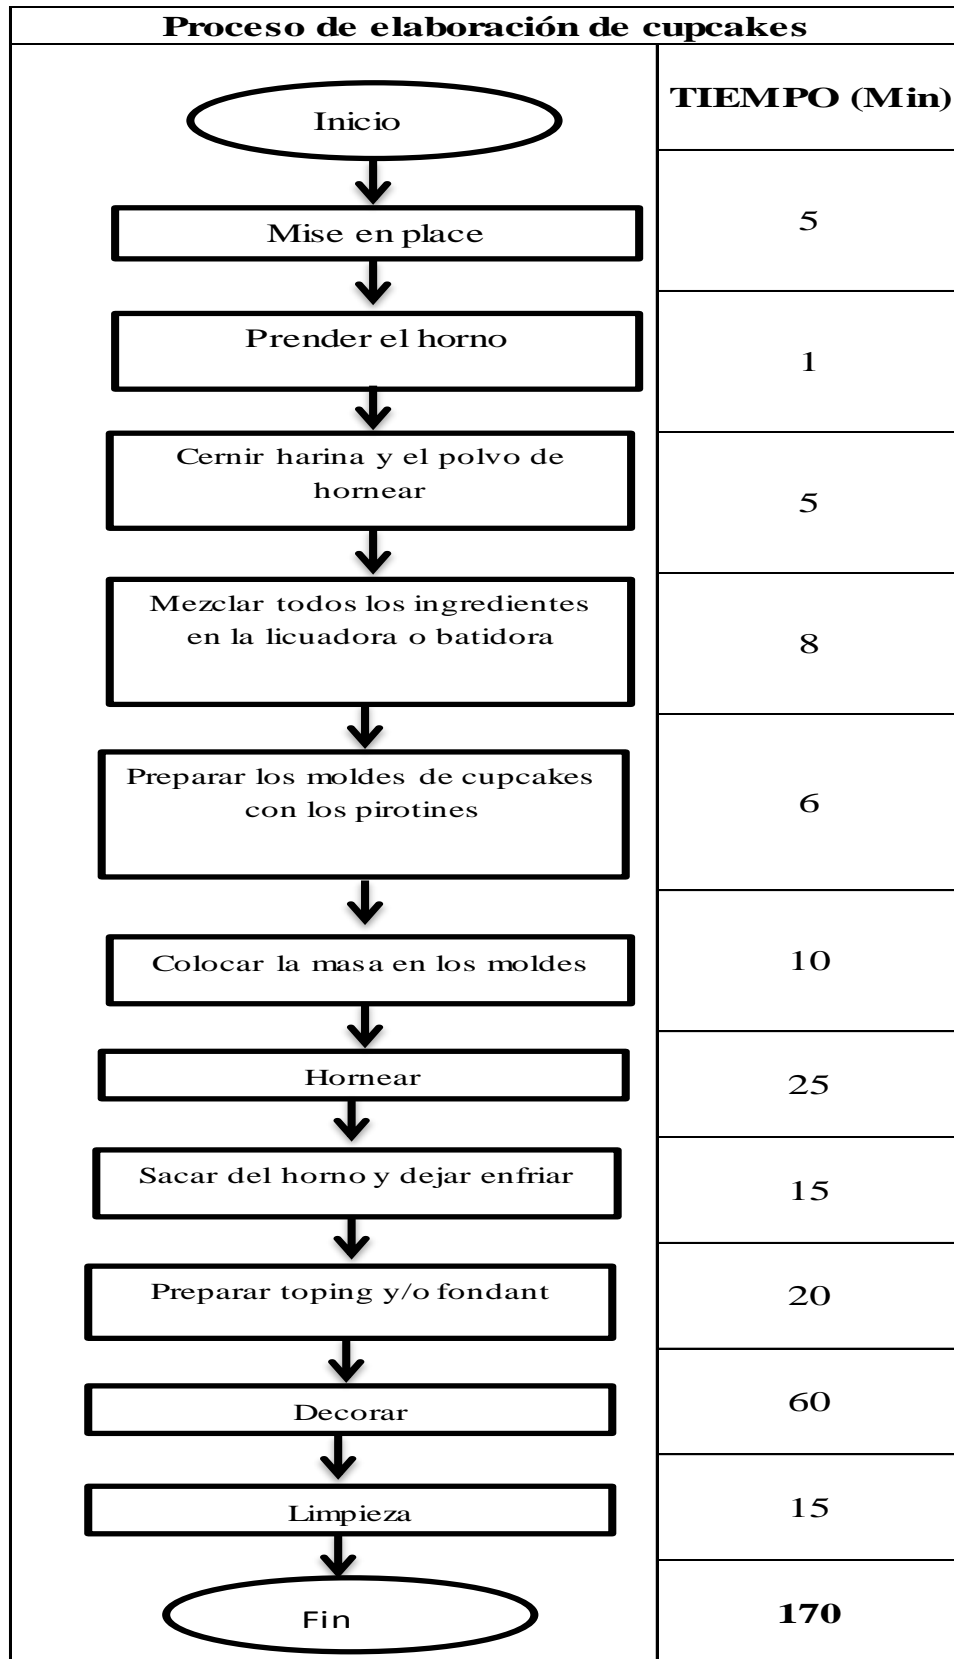 Proceso de elaboración de cupcakes
TIEMPO (Min)
Inicio
Mise en place
5
Prender el horno
1
Cernir harina y el polvo de
hornear
5
Mezclar todos los ingredientes
en la licuadora o batidora
8
Preparar los moldes de cupcakes
con los pirotines
6
Colocar la masa en los moldes
10
Hornear
25
Sacar del horno y dejar enfriar
15
Preparar toping y/o fondant
20
Decorar
60
Limpieza
15
Fin
170